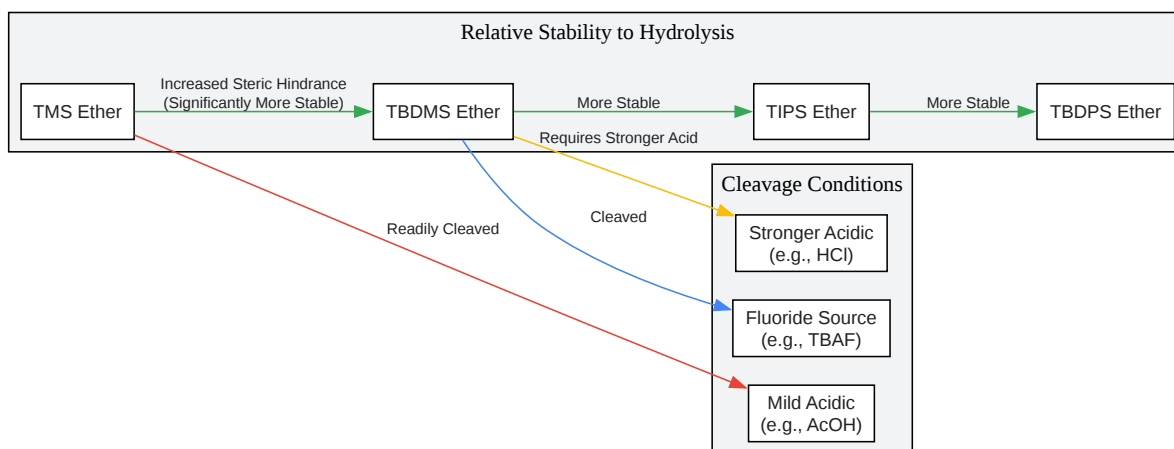 Relative Stability to Hydrolysis
TMS Ether
Increased Steric Hindrance
(Significantly More Stable)
TBDMS Ether
More Stable
TIPS Ether
More Stable
TBDPS Ether
Requires Stronger Acid
Cleavage Conditions
Readily Cleaved
Cleaved
Stronger Acidic
(e.g., HCl)
Fluoride Source
(e.g., TBAF)
Mild Acidic
(e.g., AcOH)